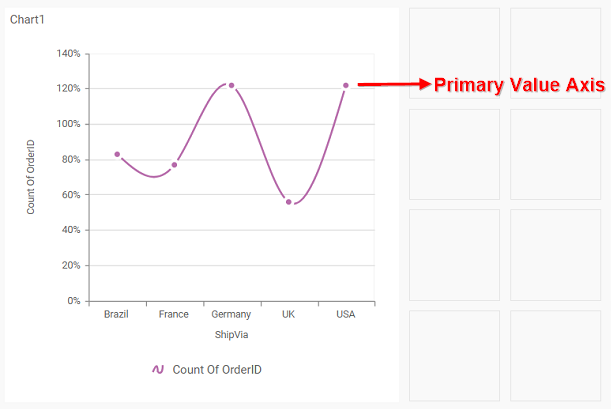 Chart1
140%
120%
100%
80%
60%
40%
20%
0%
Count Of OrderID
Brazil France Germany UK USA
ShipVia
Count Of OrderID
Primary Value Axis